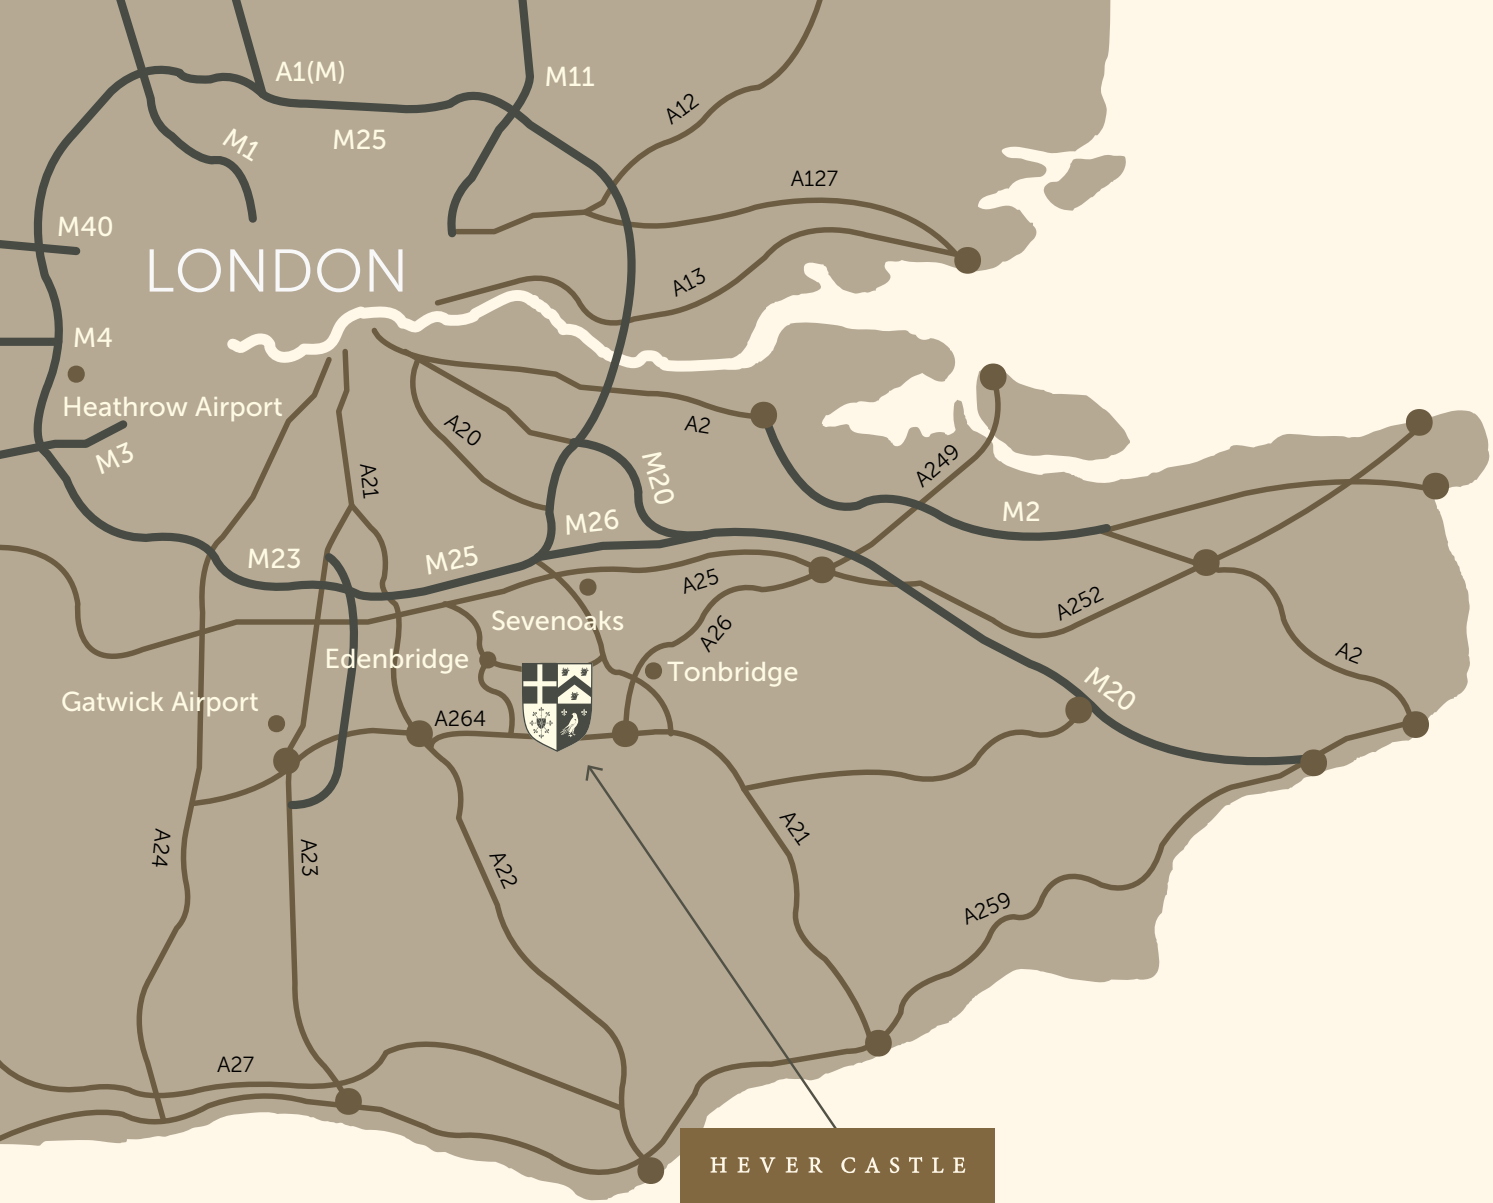 A1(M)
M11
A12
M25
M1
A127
M40
LONDON
A13
M4
Heathrow Airport
A2
A20
M3
A249
A21
M20
M2
M26
M23
M25
A25
A252
Sevenoaks
A26
Edenbridge
A2
Tonbridge
M20
Gatwick Airport
A264
A21
A24
A23
A22
A259
A27
HEVER CASTLE